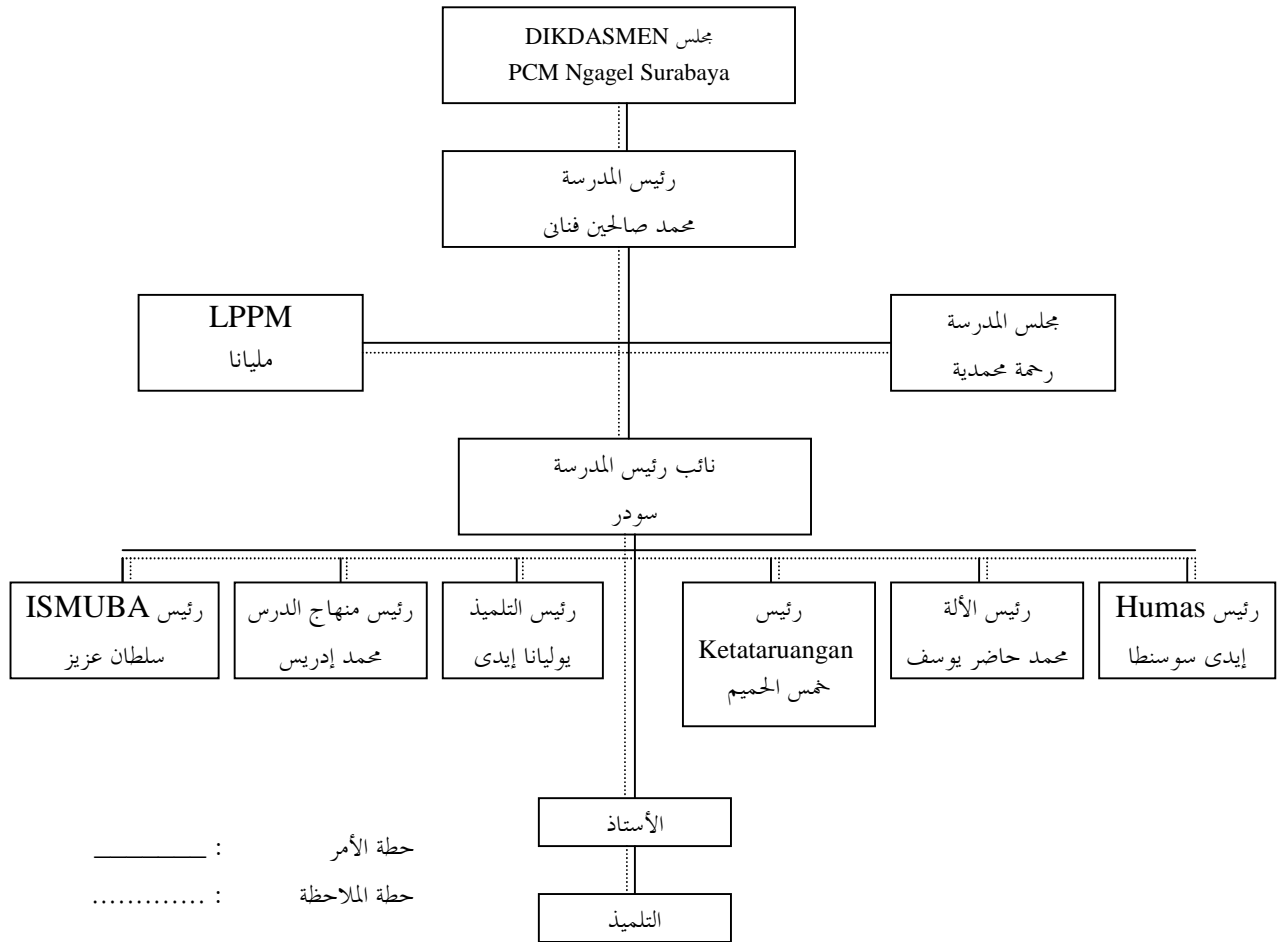 مجلس DIKDASMEN
PCM Ngagel Surabaya
رئيس المدرسة
محمد صالحين فنانى
LPPM
مليانا
مجلس المدرسة
رحمة محمدية
نائب رئيس المدرسة
سودر
رئيس ISMUBA
سلطان عزيز
رئيس منهاج الدرس
محمد إدريس
رئيس التلميذ
يوليانا إيدى
رئيس
Ketataruangan
خمس الحميم
رئيس الألة
محمد حاضر يوسف
رئيس Humas
إيدى سوسنطا
الأستاذ
حطة الأمر : __________
حطة الملاحظة : .............
التلميذ